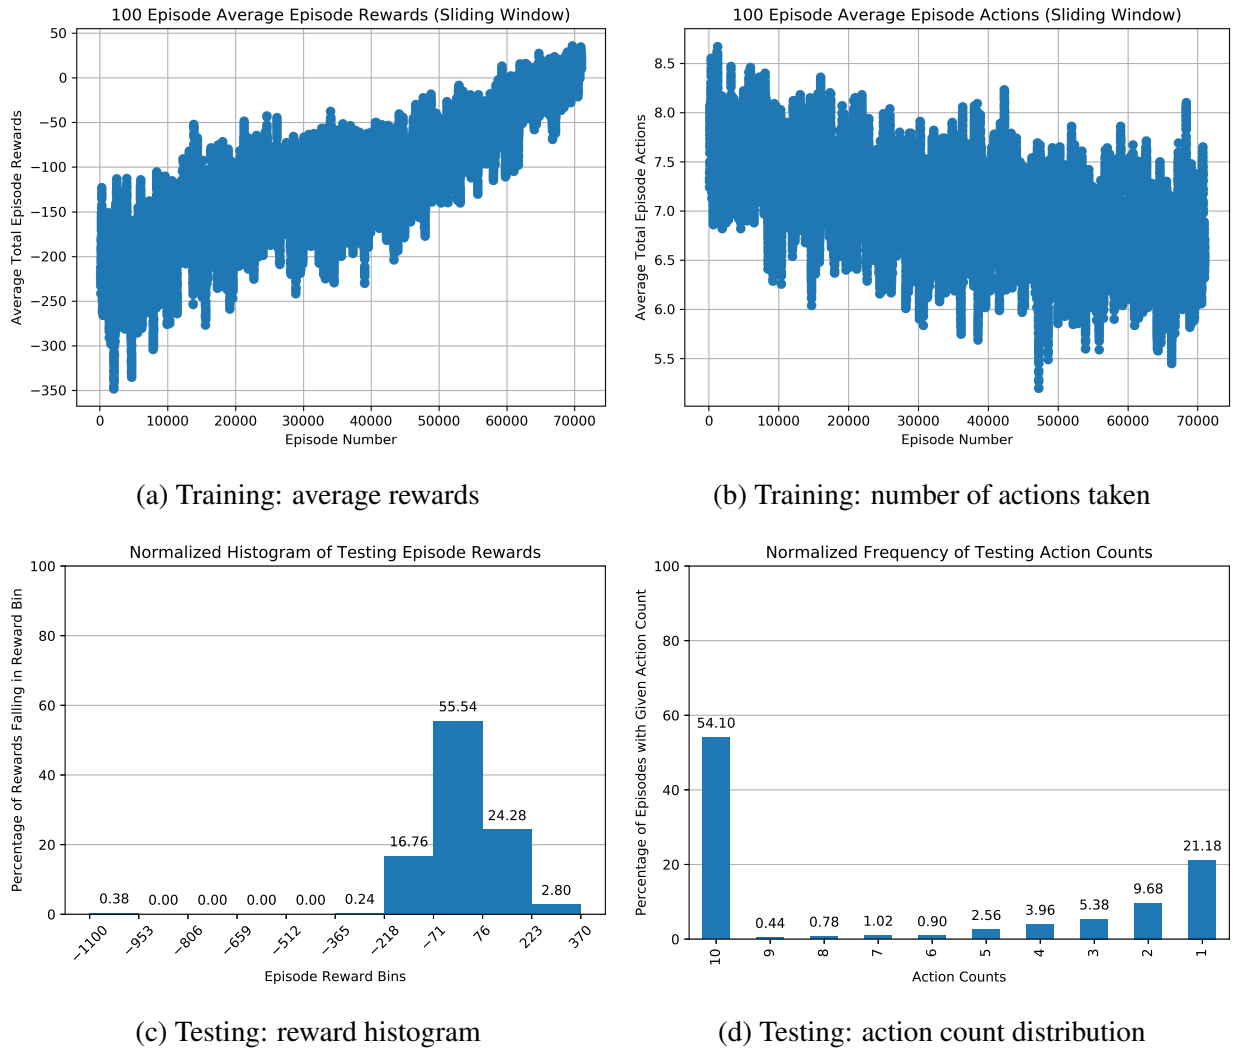 100 Episode Average Episode Rewards (Sliding Window)
50
0
−50
−100
−150
−200
−250
−300
−350
Average Total Episode Rewards
0 10000 20000 30000 40000 50000 60000 70000
Episode Number
(a) Training: average rewards
100 Episode Average Episode Actions (Sliding Window)
8.5
8.0
7.5
7.0
6.5
6.0
5.5
Average Total Episode Actions
0 10000 20000 30000 40000 50000 60000 70000
Episode Number
(b) Training: number of actions taken
Normalized Histogram of Testing Episode Rewards
100
80
60
40
20
0
Percentage of Rewards Falling in Reward Bin
0.38 0.00 0.00 0.00 0.00 0.24 16.76 55.54 24.28 2.80
−1100 −953 −806 −659 −512 −365 −218 −71 76 223 370
Episode Reward Bins
(c) Testing: reward histogram
Normalized Frequency of Testing Action Counts
100
80
60
40
20
0
Percentage of Episodes with Given Action Count
54.10 0.44 0.78 1.02 0.90 2.56 3.96 5.38 9.68 21.18
10 9 8 7 6 5 4 3 2 1
Action Counts
(d) Testing: action count distribution